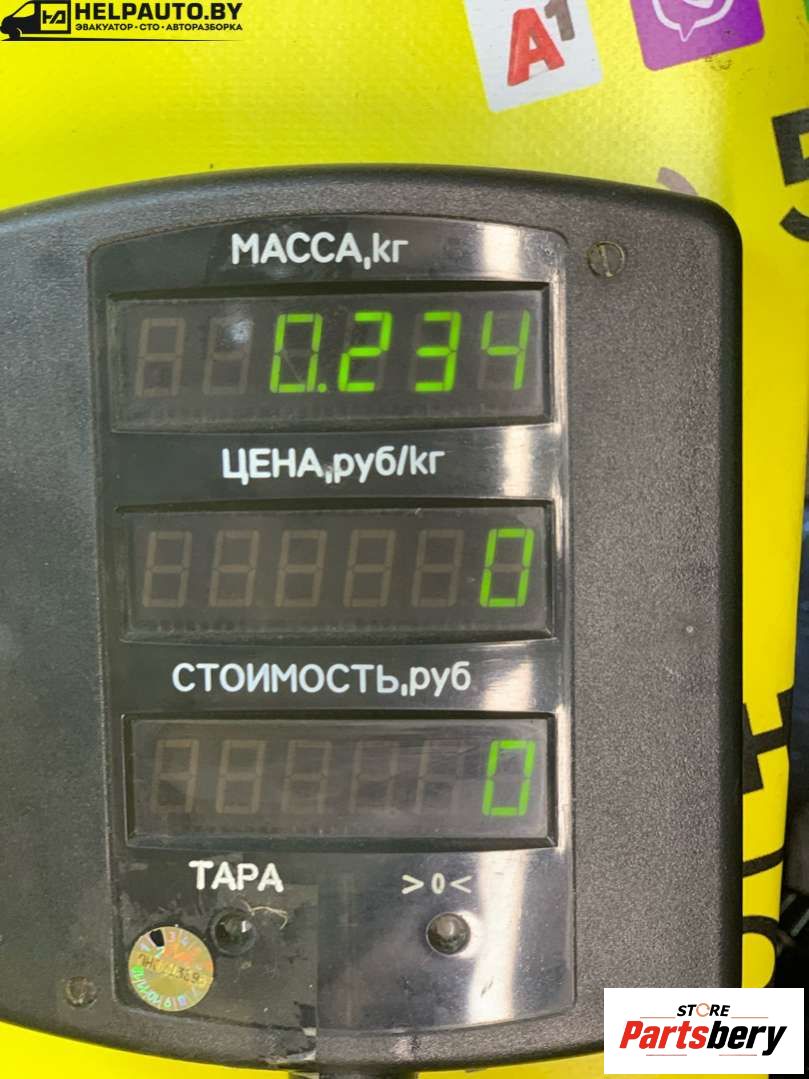 HELPAUTO.BY
ЭВАКУАТОР • СТО • АВТОРАЗБОРКА
A1
МАССА,кг
0.234
ЦЕНА,руб/кг
0
СТОИМОСТЬ,руб
0
ТАРА >0<
STORE
Partsbery